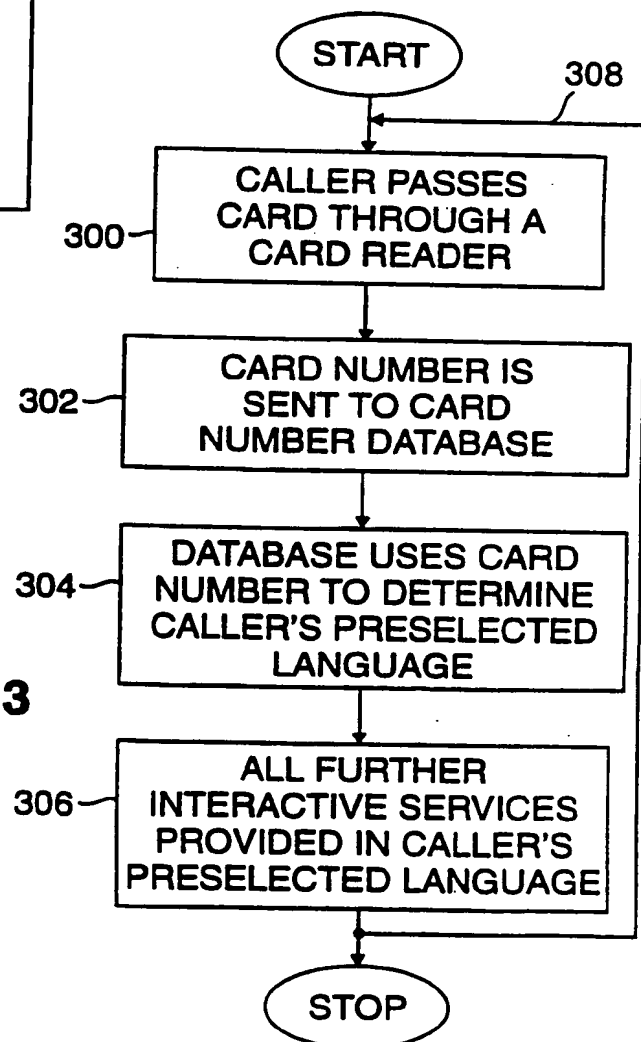 START
308
CALLER PASSES
CARD THROUGH A
CARD READER
300
CARD NUMBER IS
SENT TO CARD
NUMBER DATABASE
302
DATABASE USES CARD
NUMBER TO DETERMINE
CALLER'S PRESELECTED
LANGUAGE
304
3
ALL FURTHER
INTERACTIVE SERVICES
PROVIDED IN CALLER'S
PRESELECTED LANGUAGE
306
STOP